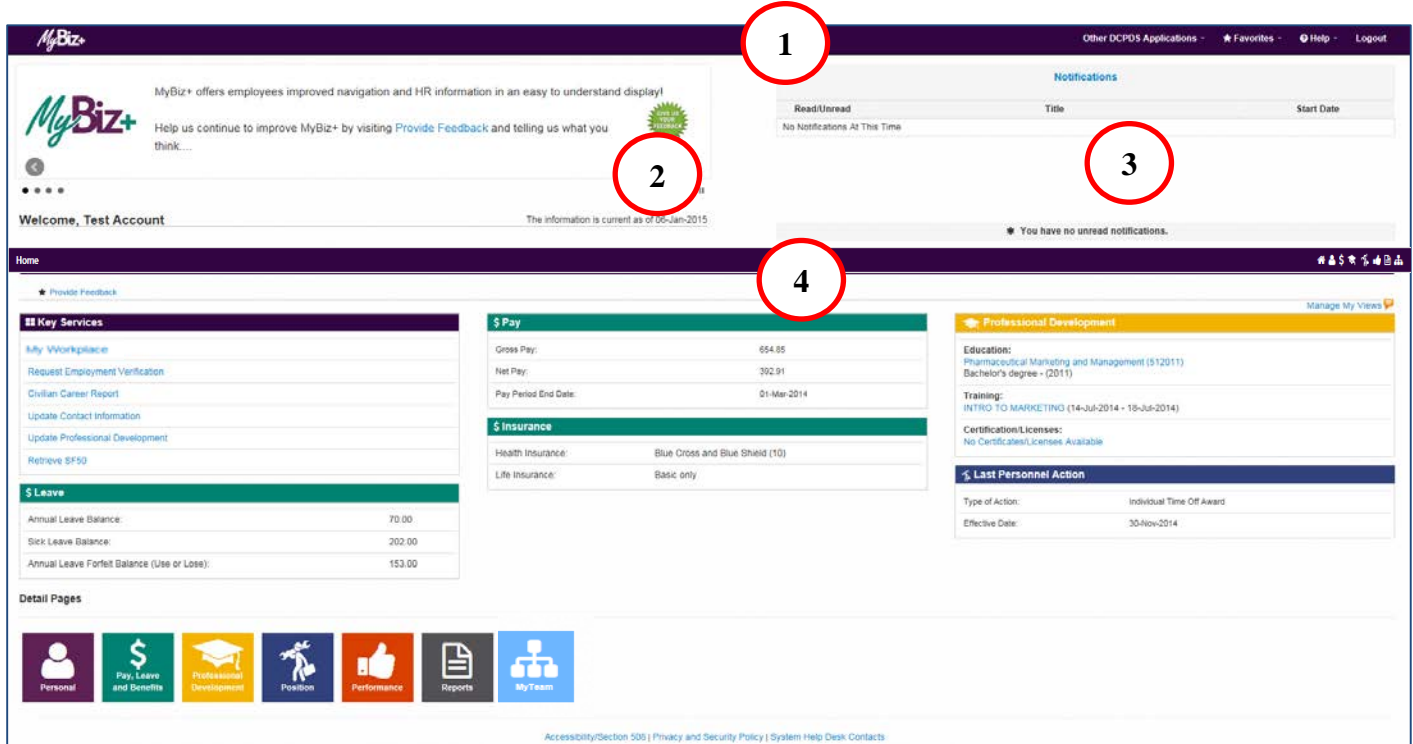 MyBiz+
1
Other DCPDS Applications
Favorites
Help
Logout
MyBiz+
MyBiz+ offers employees improved navigation and HR information in an easy to understand display!
Help us continue to improve MyBiz+ by visiting Provide Feedback and telling us what you
think....
GIVE US
YOUR
FEEDBACK
2
Welcome, Test Account
The information is current as of 06-Jan-2015
Notifications
Read/Unread Title Start Date
No Notifications At This Time
3
You have no unread notifications.
Home
4
Provide Feedback
Manage My Views
Key Services
My Workplace
Request Employment Verification
Civilian Career Report
Update Contact Information
Update Professional Development
Retrieve SF50
$ Leave
Annual Leave Balance: 70.00
Sick Leave Balance: 202.00
Annual Leave Forfeit Balance (Use or Lose): 153.00
$ Pay
Gross Pay: 654.85
Net Pay: 392.91
Pay Period End Date: 01-Mar-2014
$ Insurance
Health Insurance: Blue Cross and Blue Shield (10)
Life Insurance: Basic only
Professional Development
Education:
Pharmaceutical Marketing and Management (512011)
Bachelor's degree - (2011)
Training:
INTRO TO MARKETING (14-Jul-2014 - 18-Jul-2014)
Certification/Licenses:
No Certificates/Licenses Available
Last Personnel Action
Type of Action: Individual Time Off Award
Effective Date: 30-Nov-2014
Detail Pages
Personal
$
Pay, Leave
and Benefits
Professional
Development
Position
Performance
Reports
MyTeam
Accessibility/Section 508 | Privacy and Security Policy | System Help Desk Contacts